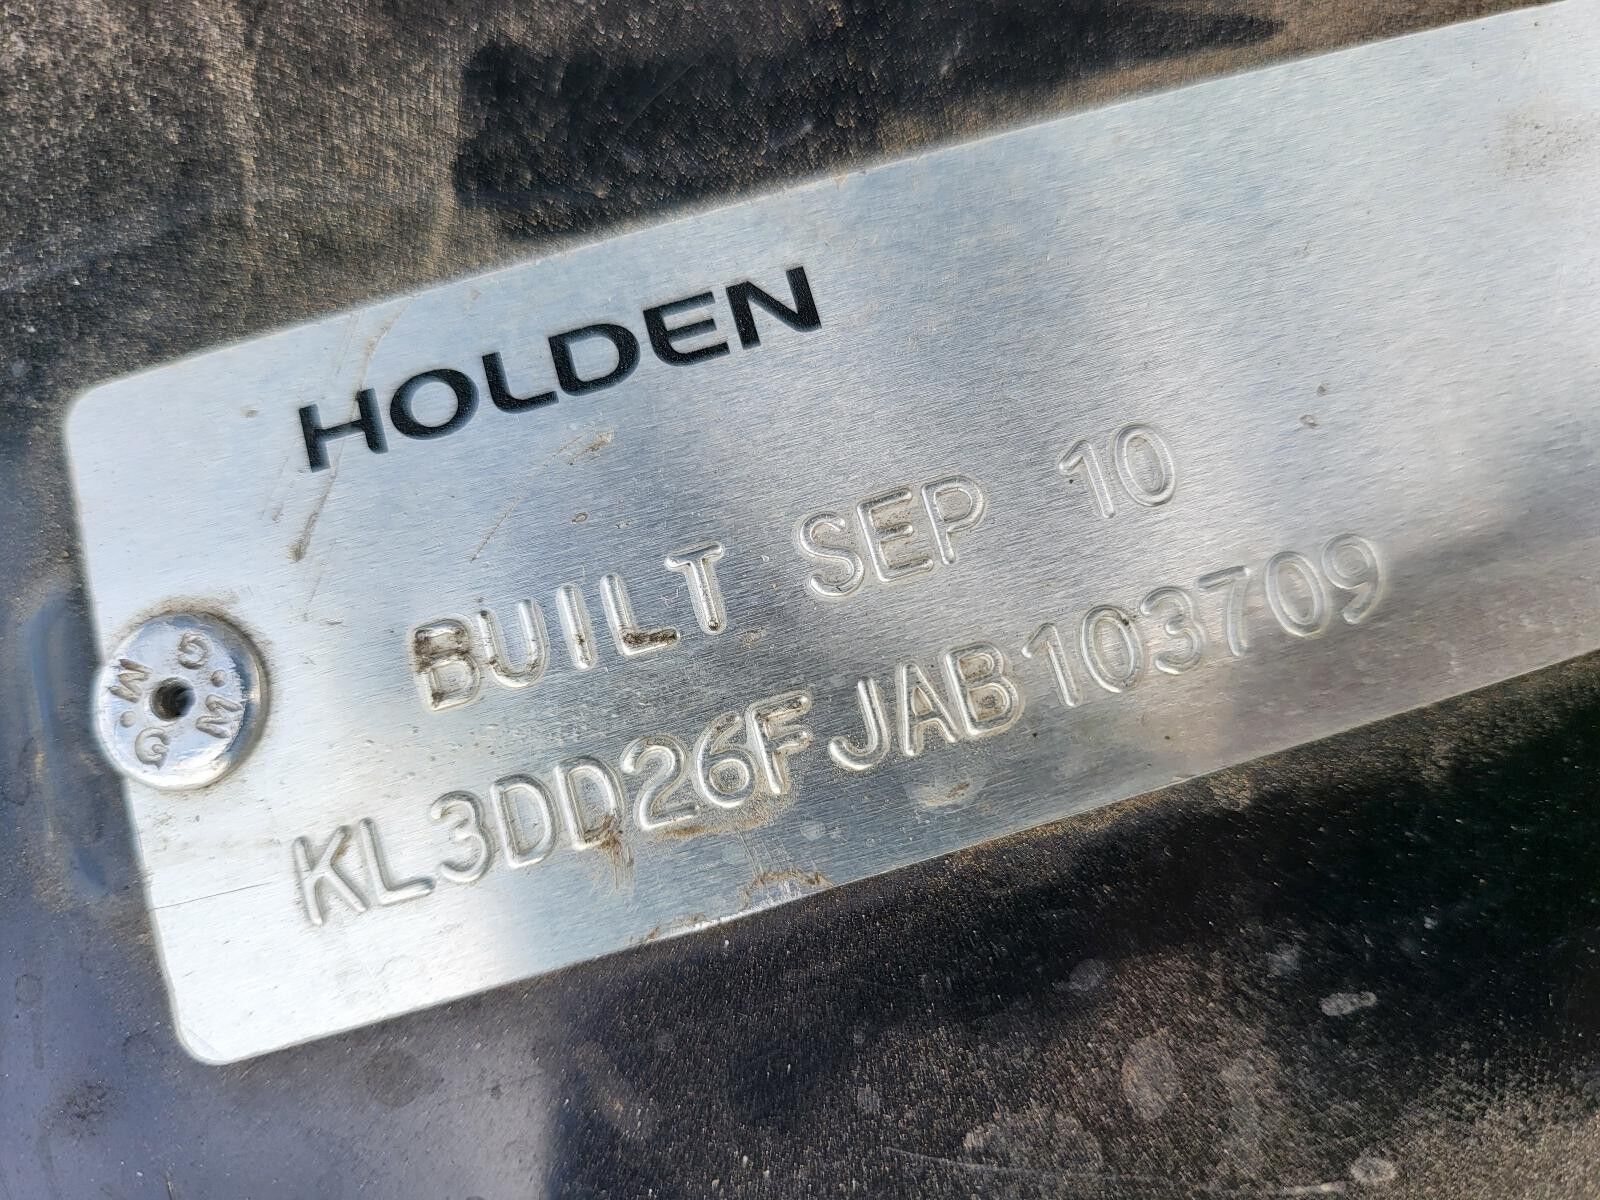 HOLDEN
BUILT SEP 10
KL3DD26FJAB103709
G.M
G.M